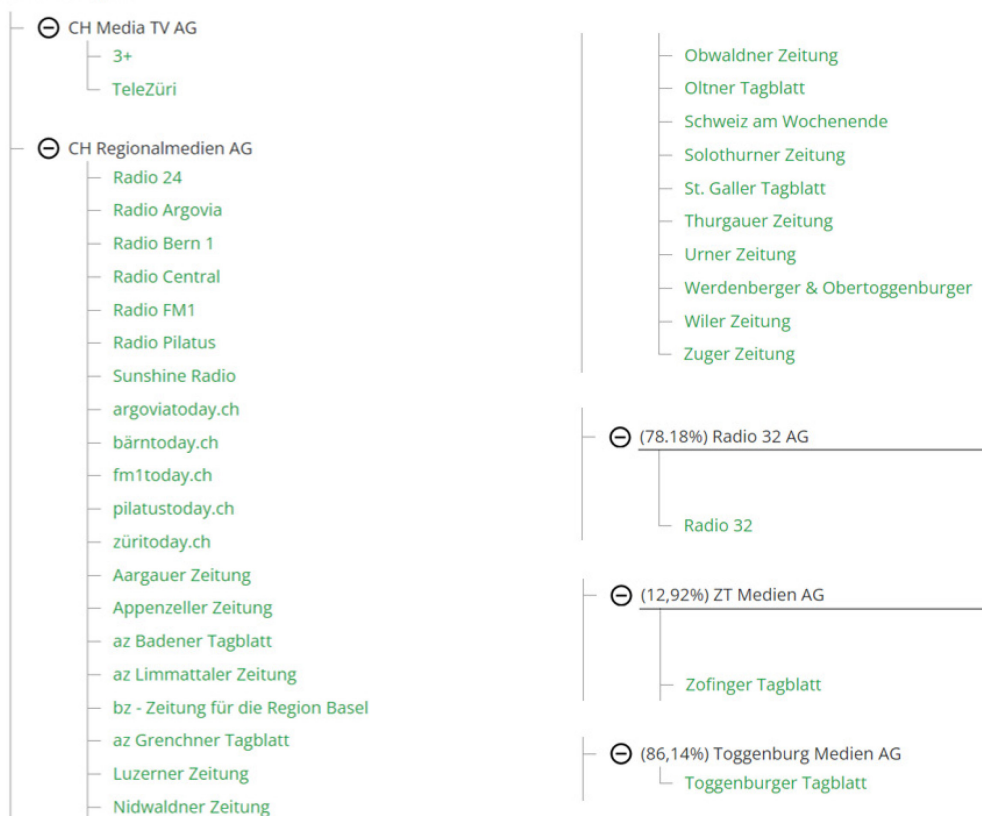 CH Media TV AG
3+
TeleZüri
CH Regionalmedien AG
Radio 24
Radio Argovia
Radio Bern 1
Radio Central
Radio FM1
Radio Pilatus
Sunshine Radio
argoviatoday.ch
bärntoday.ch
fm1today.ch
pilatustoday.ch
züritoday.ch
Aargauer Zeitung
Appenzeller Zeitung
az Badener Tagblatt
az Limmattaler Zeitung
bz - Zeitung für die Region Basel
az Grenchner Tagblatt
Luzerner Zeitung
Nidwaldner Zeitung
Obwaldner Zeitung
Oltner Tagblatt
Schweiz am Wochenende
Solothurner Zeitung
St. Galler Tagblatt
Thurgauer Zeitung
Urner Zeitung
Werdenberger & Obertoggenburger
Wiler Zeitung
Zuger Zeitung
(78.18%) Radio 32 AG
Radio 32
(12,92%) ZT Medien AG
Zofinger Tagblatt
(86,14%) Toggenburg Medien AG
Toggenburger Tagblatt